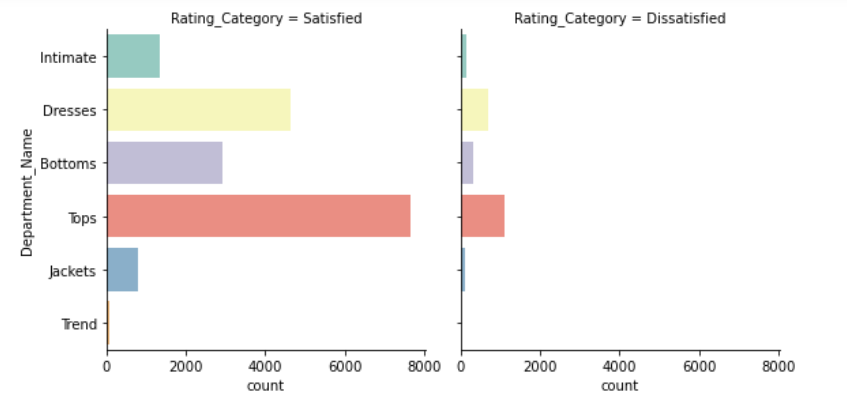 Rating_Category = Satisfied
Rating_Category = Dissatisfied
Department_Name
Intimate
Dresses
Bottoms
Tops
Jackets
Trend
0 2000 4000 6000 8000
0 2000 4000 6000 8000
count
count